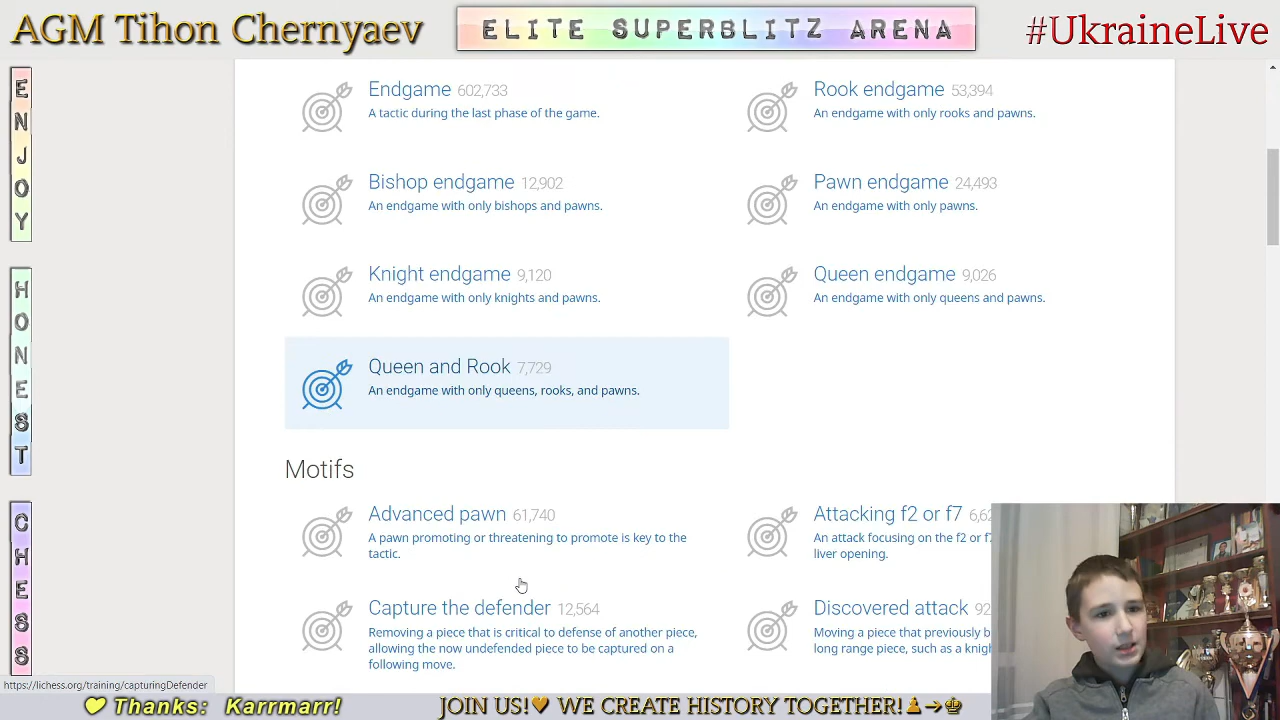 AGM Tihon Chernyaev
ELITE SUPERBLITZ ARENA
#UkraineLive
ENJOY
HONEST
CHESS
Endgame 602,733
A tactic during the last phase of the game.
Rook endgame 53,394
An endgame with only rooks and pawns.
Bishop endgame 12,902
An endgame with only bishops and pawns.
Pawn endgame 24,493
An endgame with only pawns.
Knight endgame 9,120
An endgame with only knights and pawns.
Queen endgame 9,026
An endgame with only queens and pawns.
Queen and Rook 7,729
An endgame with only queens, rooks, and pawns.
Motifs
Advanced pawn 61,740
A pawn promoting or threatening to promote is key to the
tactic.
Attacking f2 or f7 6,62
An attack focusing on the f2 or f7
liver opening.
Capture the defender 12,564
Removing a piece that is critical to defense of another piece,
allowing the now undefended piece to be captured on a
following move.
Discovered attack 92
Moving a piece that previously b
long range piece, such as a knig
https://lichess.org/training/capturingDefender
💛 Thanks: Karrmarr!
JOIN US!🧡 WE CREATE HISTORY TOGETHER!♟→♚